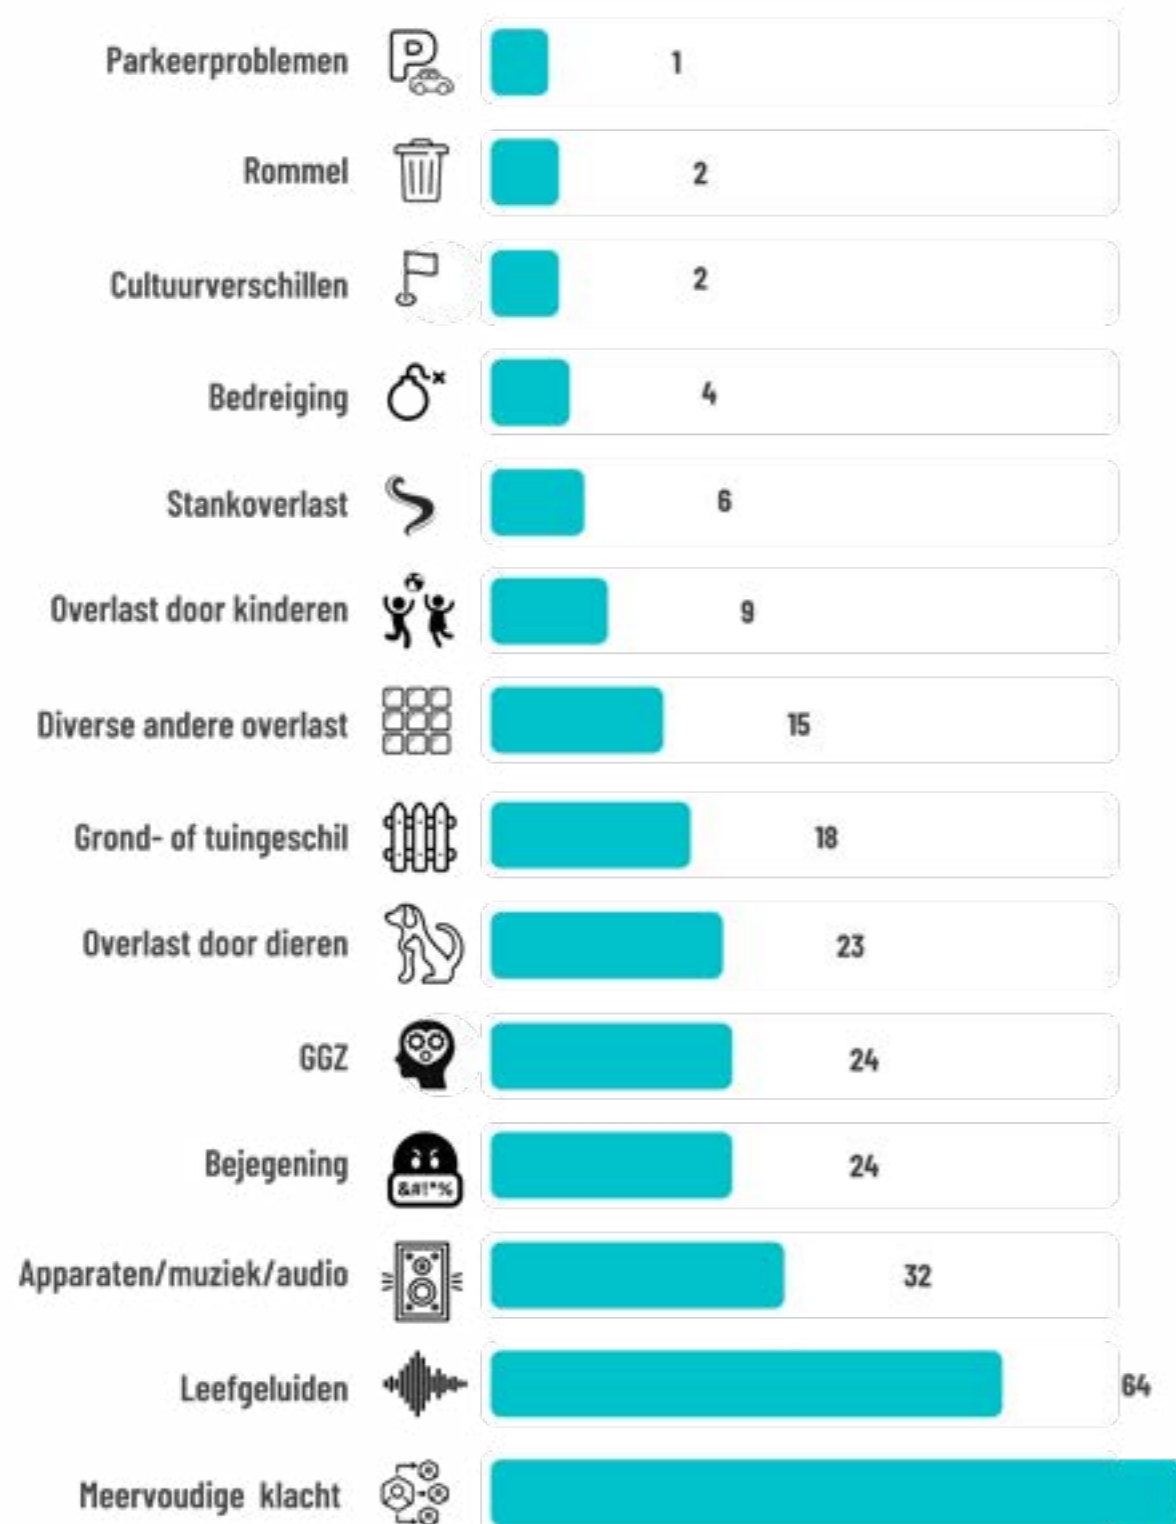 Parkeerproblemen 1
Rommel 2
Cultuurverschillen 2
Bedreiging 4
Stankoverlast 6
Overlast door kinderen 9
Diverse andere overlast 15
Grond- of tuingeschil 18
Overlast door dieren 23
GGZ 24
Bejegening &#!*% 24
Apparaten/muziek/audio 32
Leefgeluiden 64
Meervoudige klacht